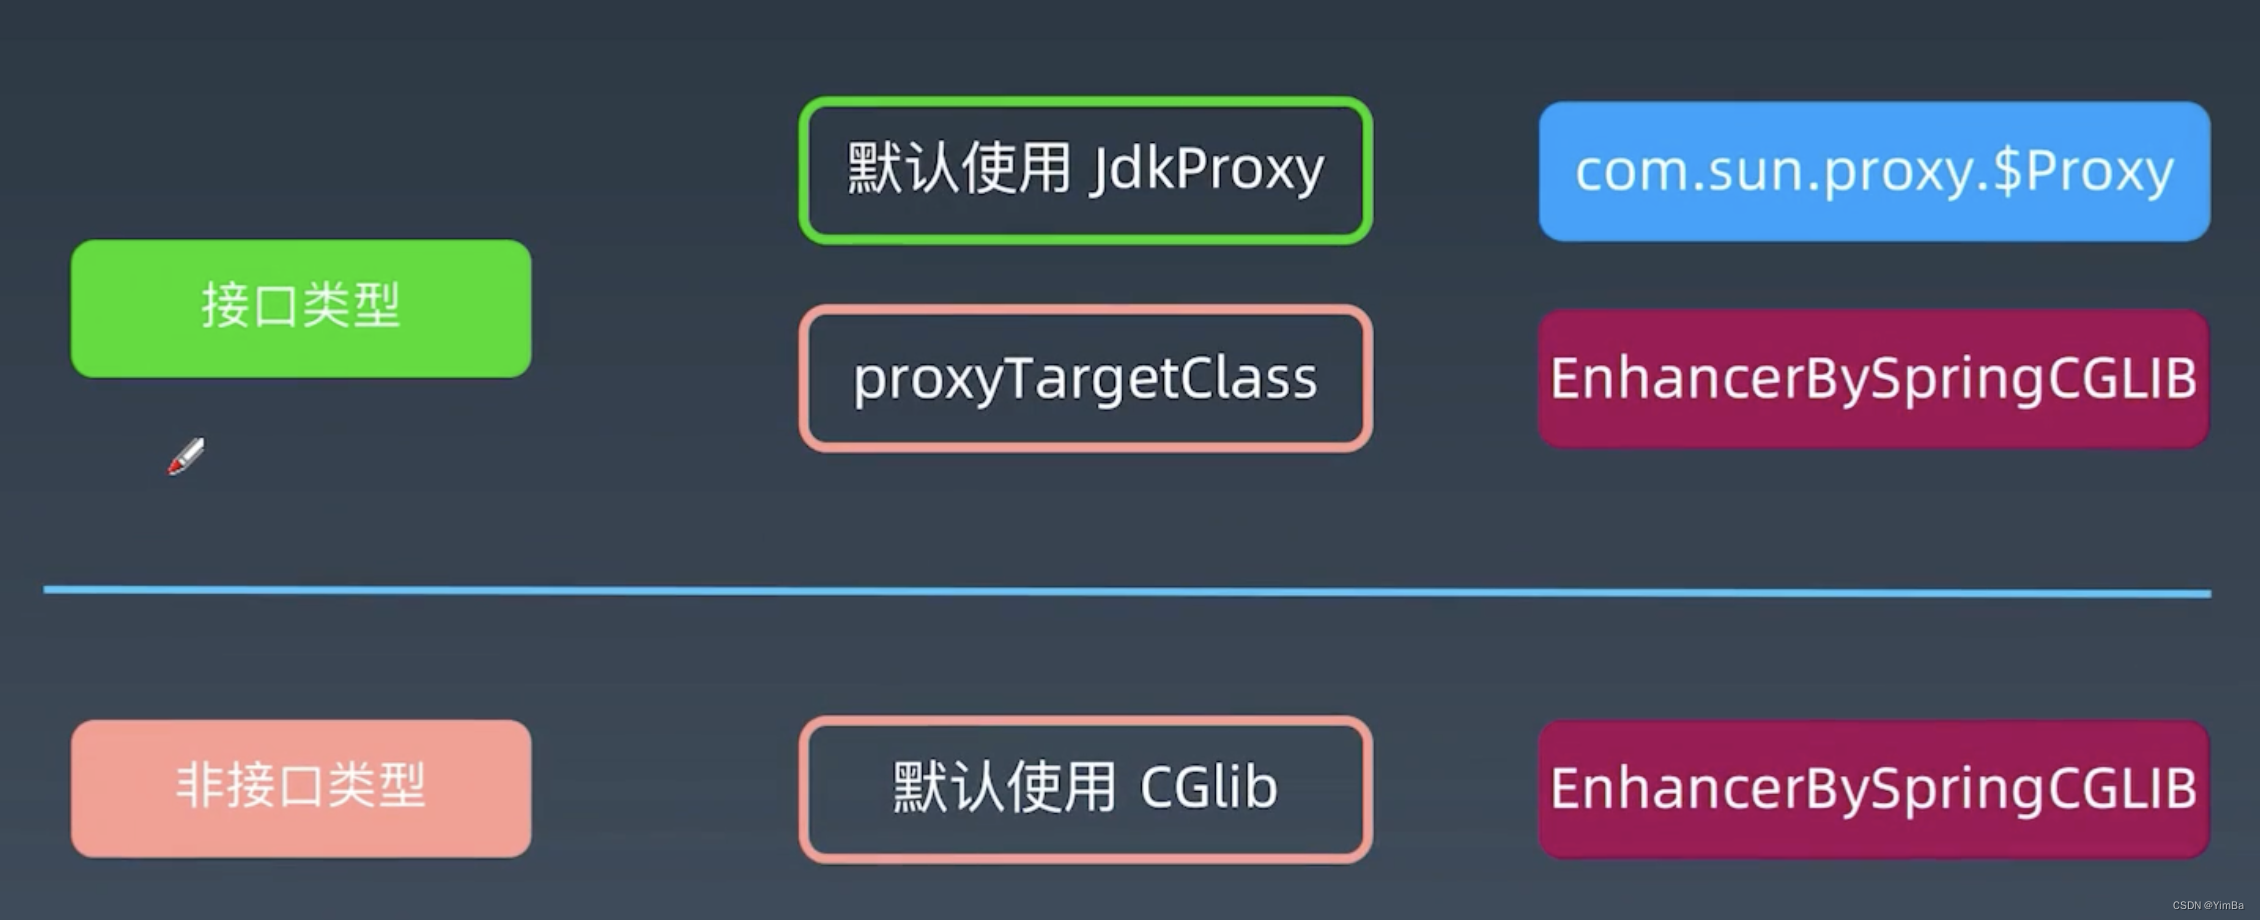 默认使用 JdkProxy
com.sun.proxy.$Proxy
接口类型
proxyTargetClass
EnhancerBySpringCGLIB
非接口类型
默认使用 CGlib
EnhancerBySpringCGLIB
CSDN @YimBa